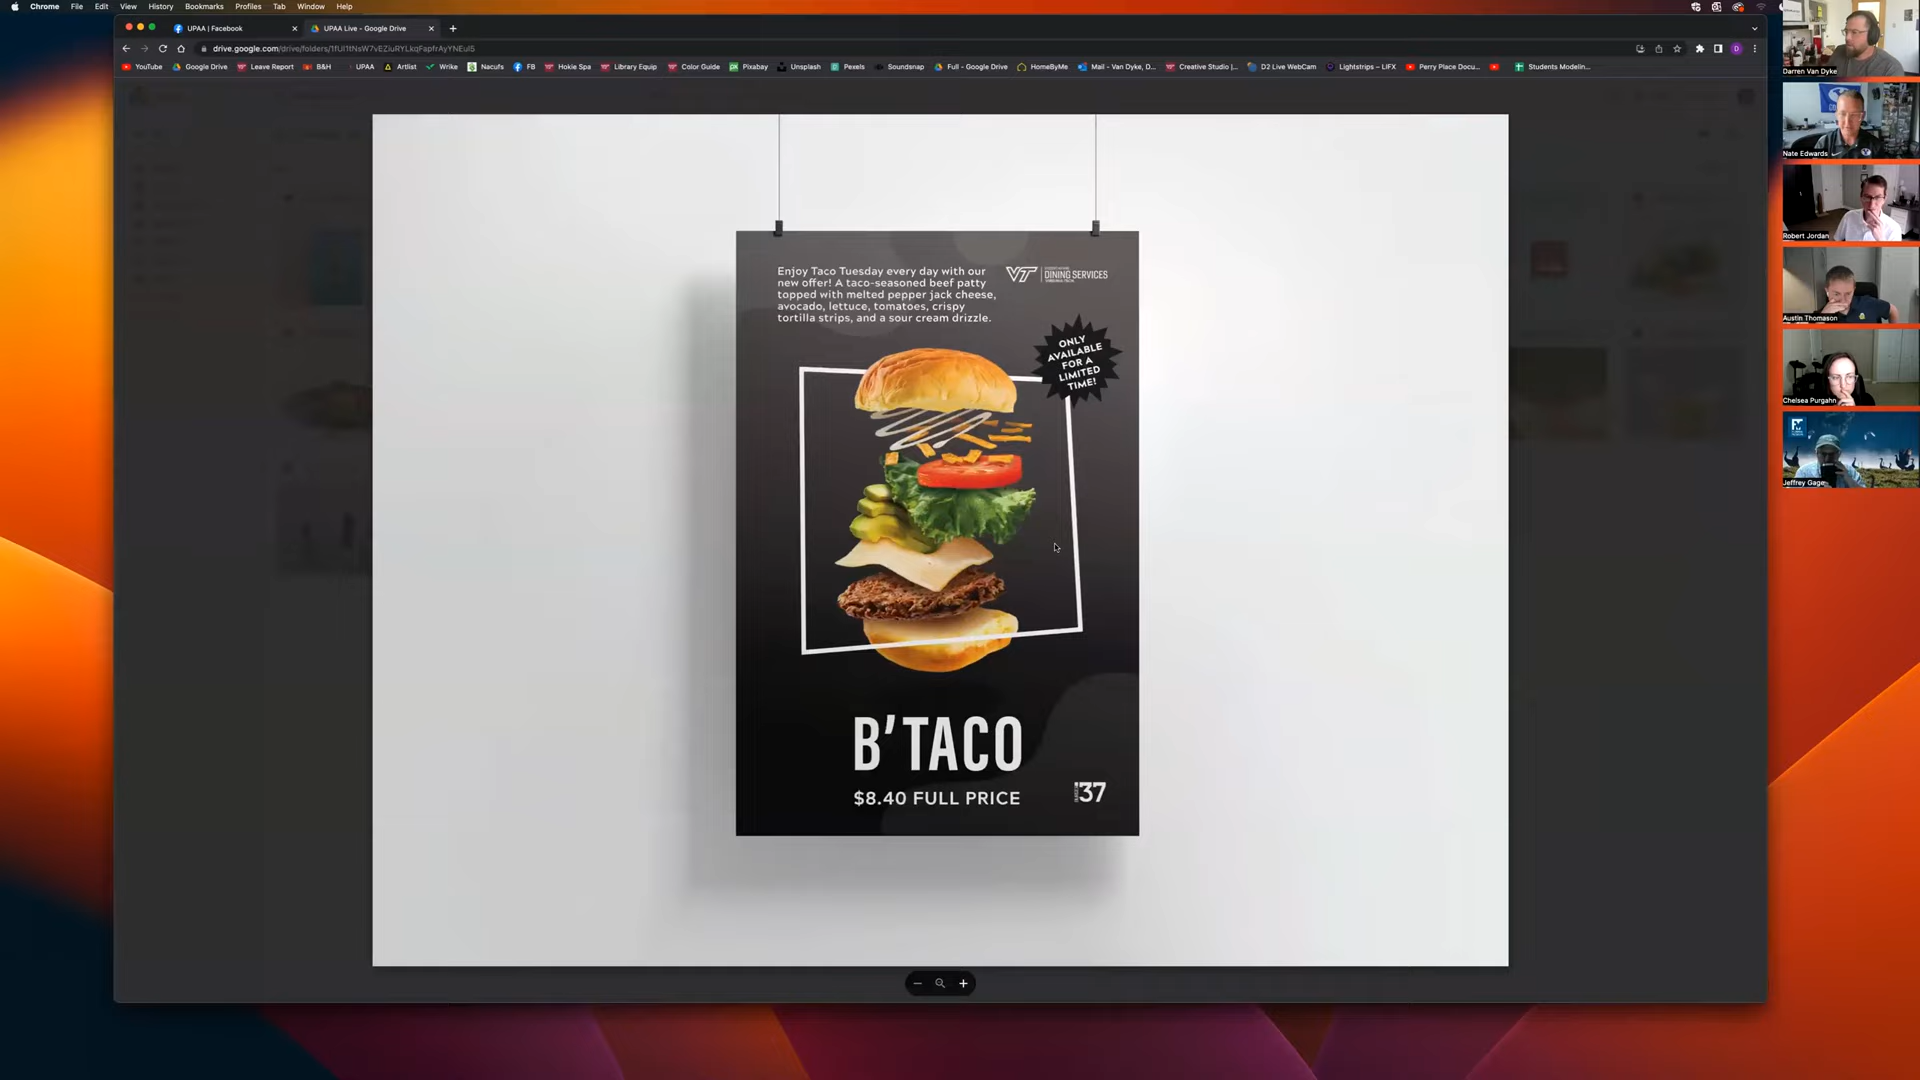 Chrome File Edit View History Bookmarks Profiles Tab Window Help
UPAA | Facebook
UPAA Live - Google Drive
YouTube Google Drive Leave Report B&H UPAA Artlist Wrike Nacufs FB Hokie Spa Library Equip Color Guide Pixabay Unsplash Pexels Soundsnap Full - Google Drive HomeByMe Mail - Van Dyke, D... Creative Studio |... D2 Live WebCam Lightstrips – LIFX Perry Place Docu... Students Modelin...
Enjoy Taco Tuesday every day with our
new offer! A taco-seasoned beef patty
topped with melted pepper jack cheese,
avocado, lettuce, tomatoes, crispy
tortilla strips, and a sour cream drizzle.
VT
DINING SERVICES
VIRGINIA TECH
ONLY
AVAILABLE
FOR A
LIMITED
TIME!
B'TACO
$8.40 FULL PRICE
37
Darren Van Dyke
Nate Edwards
Robert Jordan
Austin Thomason
Chelsea Purgahn
Jeffrey Gage